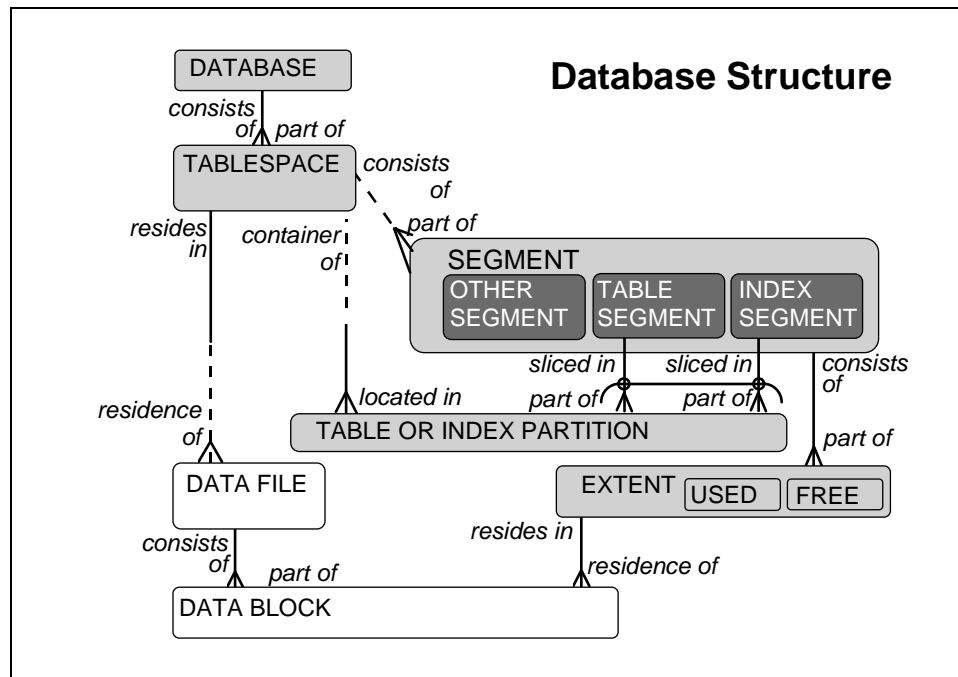 Database Structure
DATABASE
consists
of
part of
TABLESPACE
consists
of
part of
resides
in
container
of
SEGMENT
OTHER
SEGMENT
TABLE
SEGMENT
INDEX
SEGMENT
sliced in
sliced in
consists
of
residence
of
located in
part of
part of
TABLE OR INDEX PARTITION
part of
DATA FILE
EXTENT
USED
FREE
consists
of
part of
resides in
residence of
DATA BLOCK